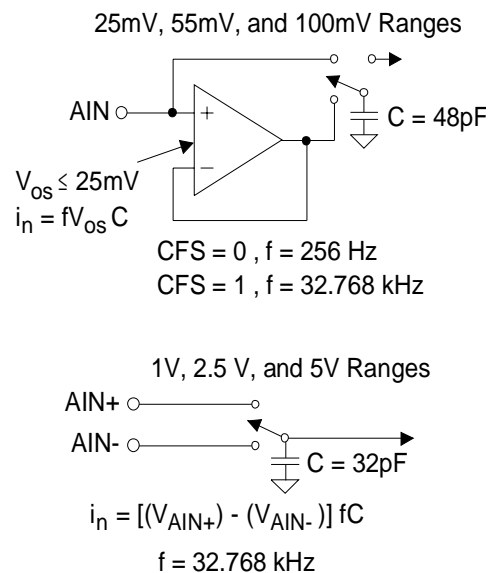 25mV, 55mV, and 100mV Ranges
AIN
+
−
C = 48pF
Vos ≤ 25mV
in = fVos C
CFS = 0 , f = 256 Hz
CFS = 1 , f = 32.768 kHz
1V, 2.5 V, and 5V Ranges
AIN+
AIN-
C = 32pF
in = [(VAIN+) - (VAIN-)] fC
f = 32.768 kHz